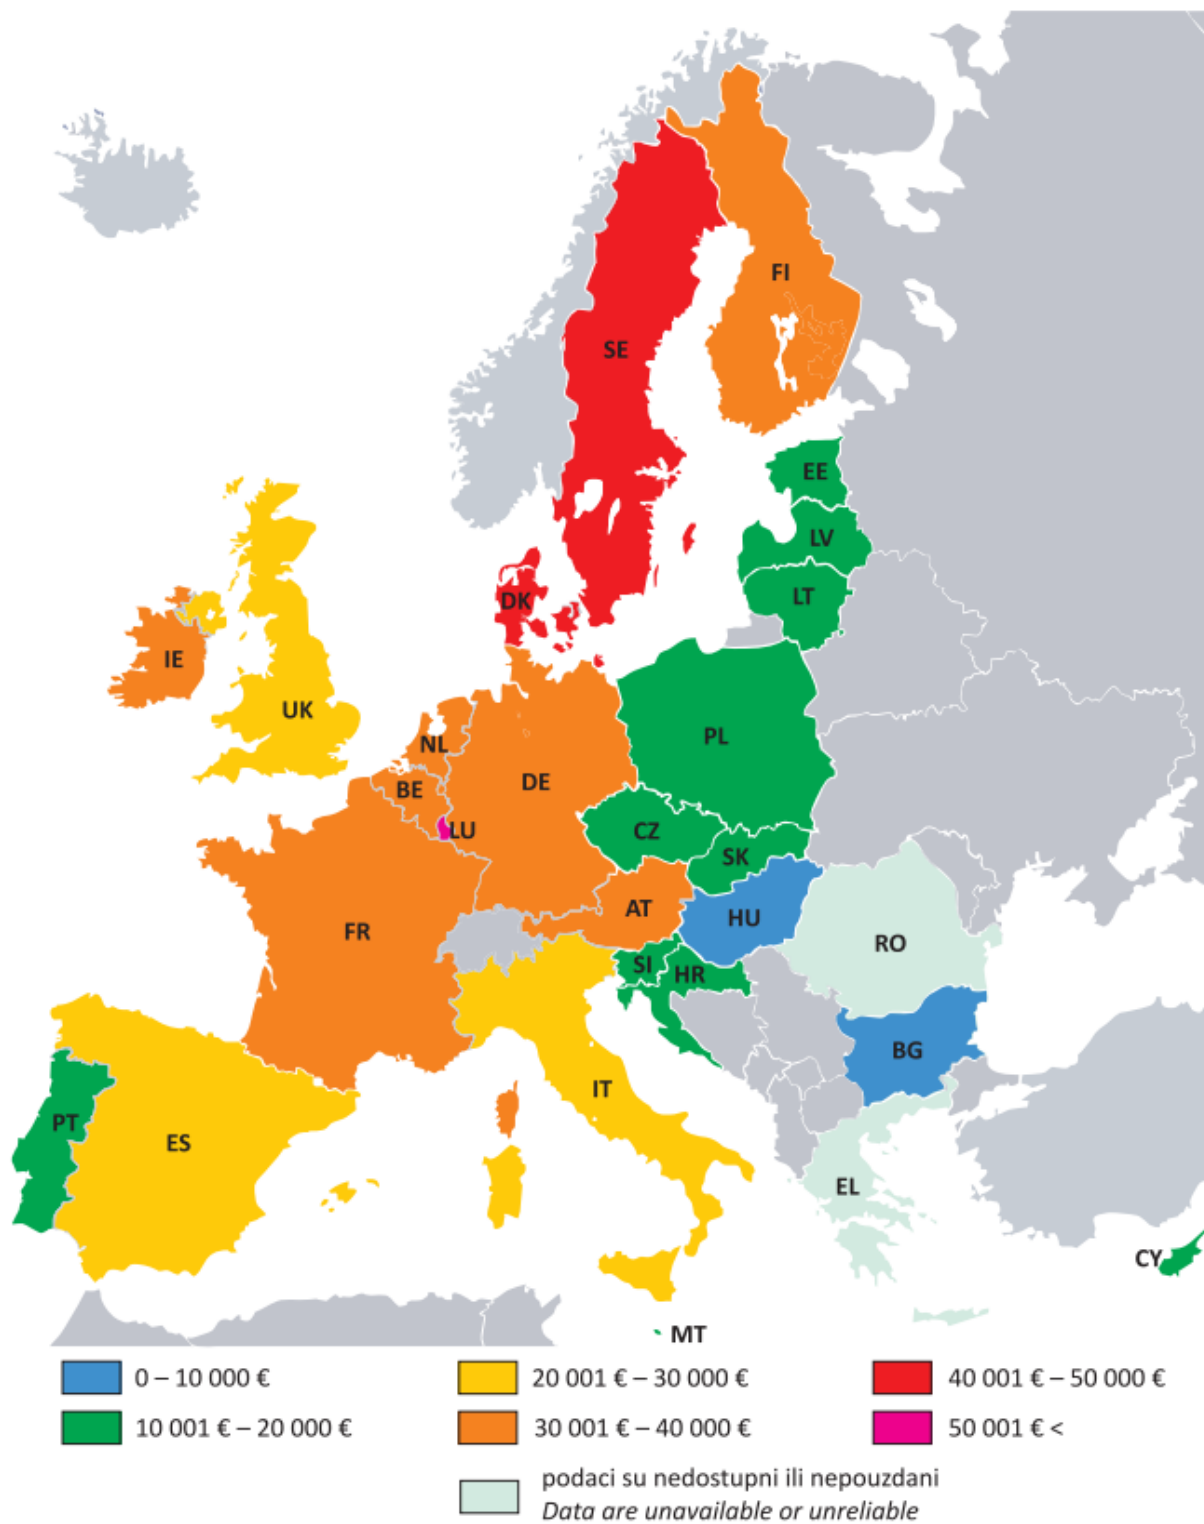 FI
SE
EE
LV
LT
DK
IE
UK
NL
PL
DE
BE
LU
CZ
SK
AT
HU
FR
RO
SI
HR
BG
IT
PT
ES
EL
CY
MT
0 – 10 000 €
20 001 € – 30 000 €
40 001 € – 50 000 €
10 001 € – 20 000 €
30 001 € – 40 000 €
50 001 € <
podaci su nedostupni ili nepouzdani
Data are unavailable or unreliable